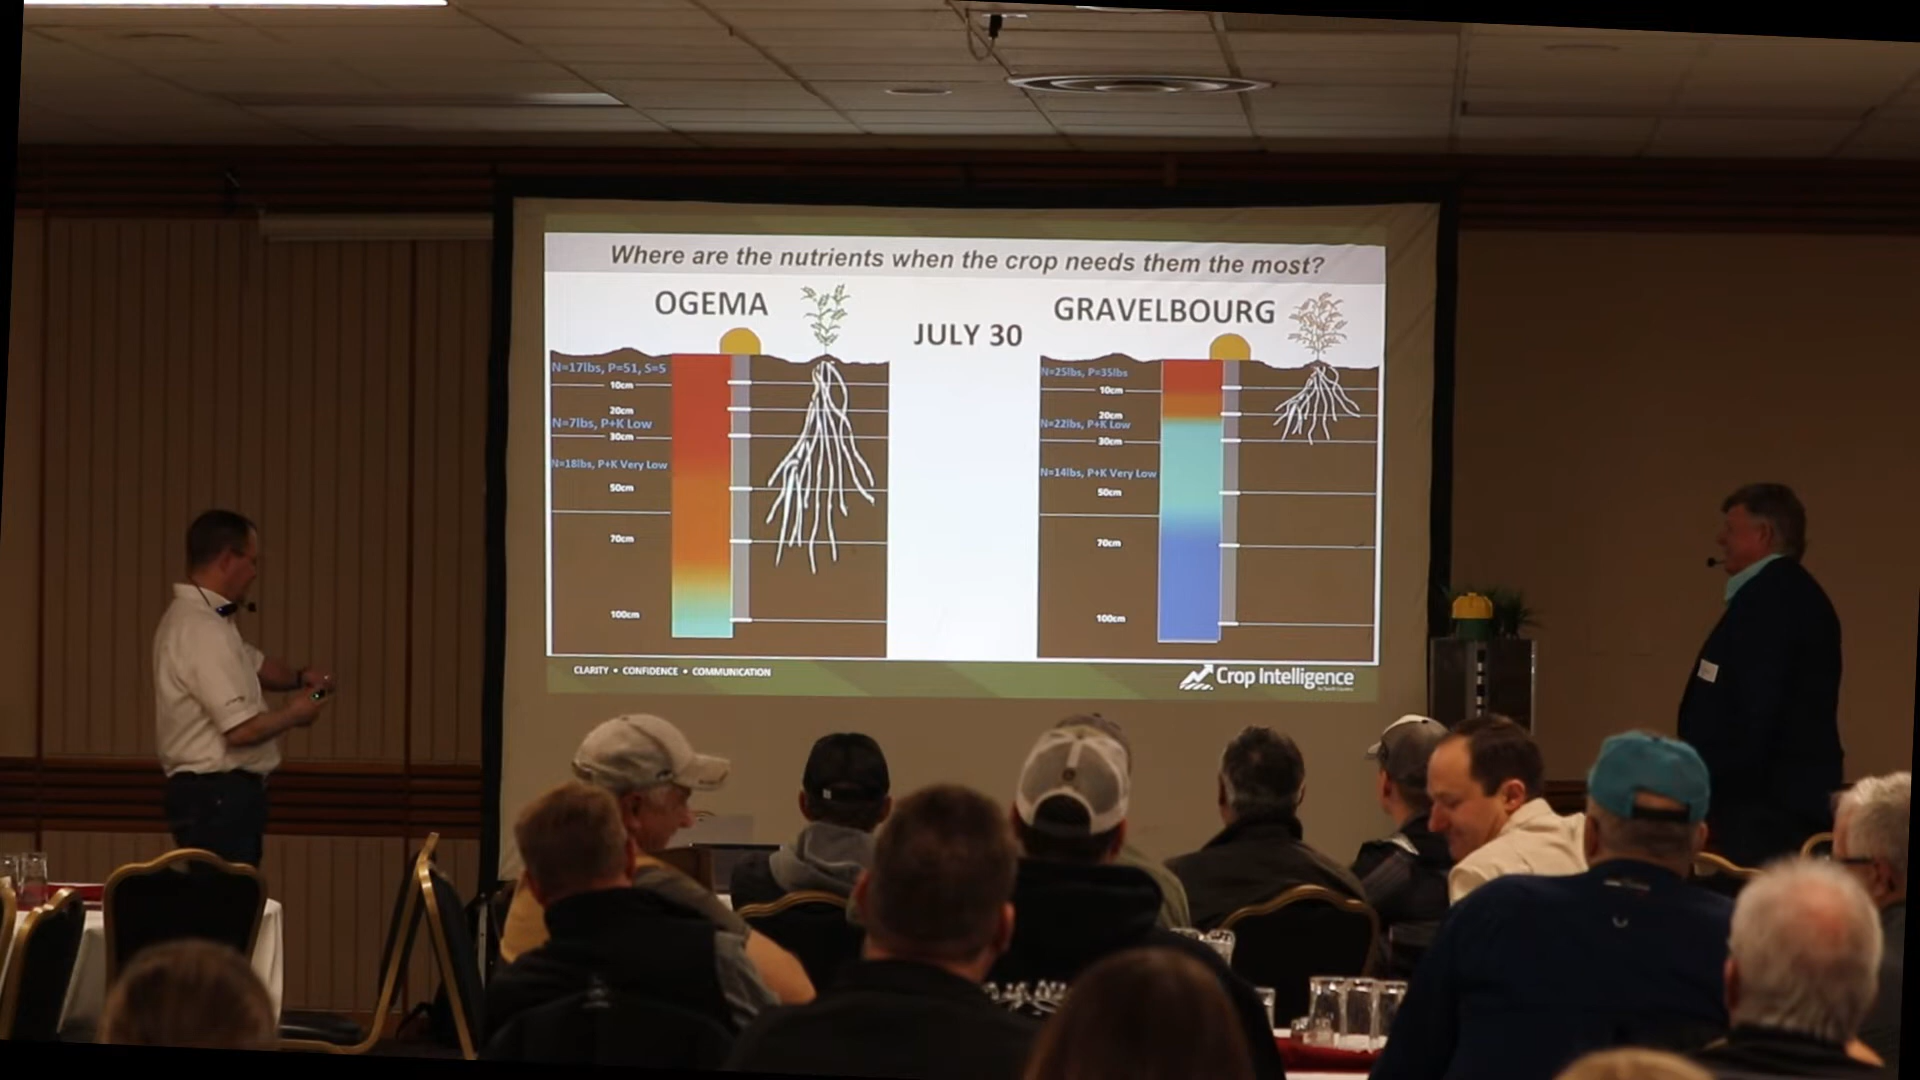 Where are the nutrients when the crop needs them the most?
OGEMA
JULY 30
GRAVELBOURG
N=17lbs, P=51, S=5
10cm
20cm
N=7lbs, P+K Low
30cm
N=18lbs, P+K Very Low
50cm
70cm
100cm
N=25lbs, P=35lbs
10cm
20cm
N=22lbs, P+K Low
30cm
N=14lbs, P+K Very Low
50cm
70cm
100cm
CLARITY • CONFIDENCE • COMMUNICATION
Crop Intelligence